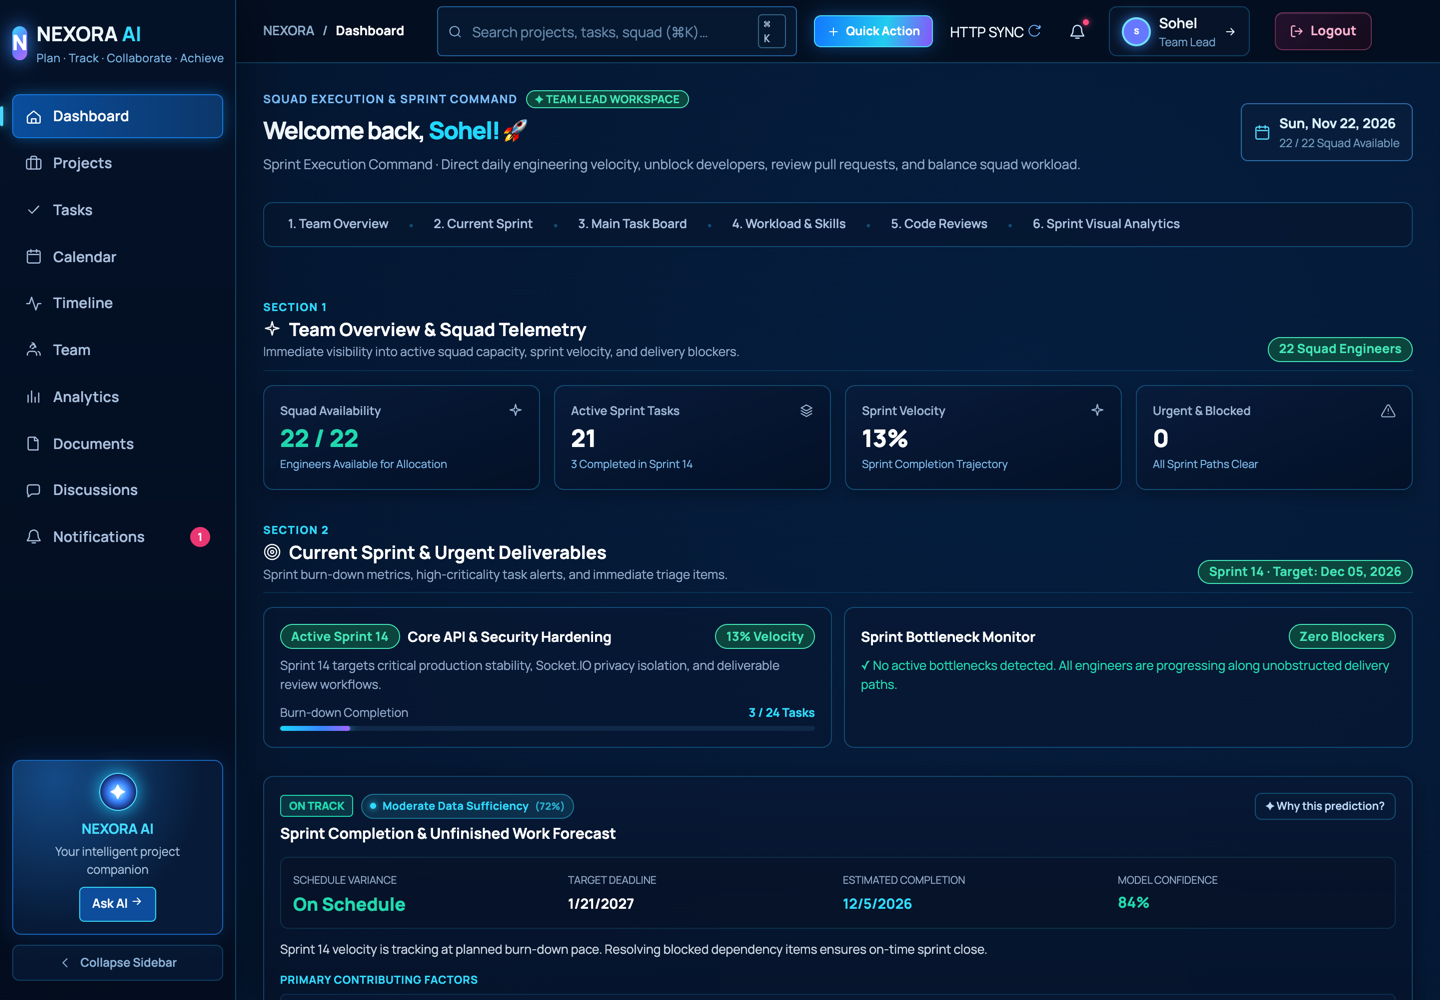 N
NEXORA AI
Plan · Track · Collaborate · Achieve
NEXORA / Dashboard
Search projects, tasks, squad (⌘K)...
⌘
K
+ Quick Action
HTTP SYNC
S
Sohel
Team Lead →
Logout
Dashboard
Projects
Tasks
Calendar
Timeline
Team
Analytics
Documents
Discussions
Notifications 1
NEXORA AI
Your intelligent project
companion
Ask AI →
Collapse Sidebar
SQUAD EXECUTION & SPRINT COMMAND ✦ TEAM LEAD WORKSPACE
Welcome back, Sohel! 🚀
Sprint Execution Command · Direct daily engineering velocity, unblock developers, review pull requests, and balance squad workload.
Sun, Nov 22, 2026
22 / 22 Squad Available
1. Team Overview • 2. Current Sprint • 3. Main Task Board • 4. Workload & Skills • 5. Code Reviews • 6. Sprint Visual Analytics
SECTION 1
Team Overview & Squad Telemetry
Immediate visibility into active squad capacity, sprint velocity, and delivery blockers.
22 Squad Engineers
Squad Availability
22 / 22
Engineers Available for Allocation
Active Sprint Tasks
21
3 Completed in Sprint 14
Sprint Velocity
13%
Sprint Completion Trajectory
Urgent & Blocked
0
All Sprint Paths Clear
SECTION 2
Current Sprint & Urgent Deliverables
Sprint burn-down metrics, high-criticality task alerts, and immediate triage items.
Sprint 14 · Target: Dec 05, 2026
Active Sprint 14 Core API & Security Hardening 13% Velocity
Sprint 14 targets critical production stability, Socket.IO privacy isolation, and deliverable
review workflows.
Burn-down Completion 3 / 24 Tasks
Sprint Bottleneck Monitor Zero Blockers
✓ No active bottlenecks detected. All engineers are progressing along unobstructed delivery
paths.
ON TRACK Moderate Data Sufficiency (72%)
✦ Why this prediction?
Sprint Completion & Unfinished Work Forecast
SCHEDULE VARIANCE
On Schedule
TARGET DEADLINE
1/21/2027
ESTIMATED COMPLETION
12/5/2026
MODEL CONFIDENCE
84%
Sprint 14 velocity is tracking at planned burn-down pace. Resolving blocked dependency items ensures on-time sprint close.
PRIMARY CONTRIBUTING FACTORS